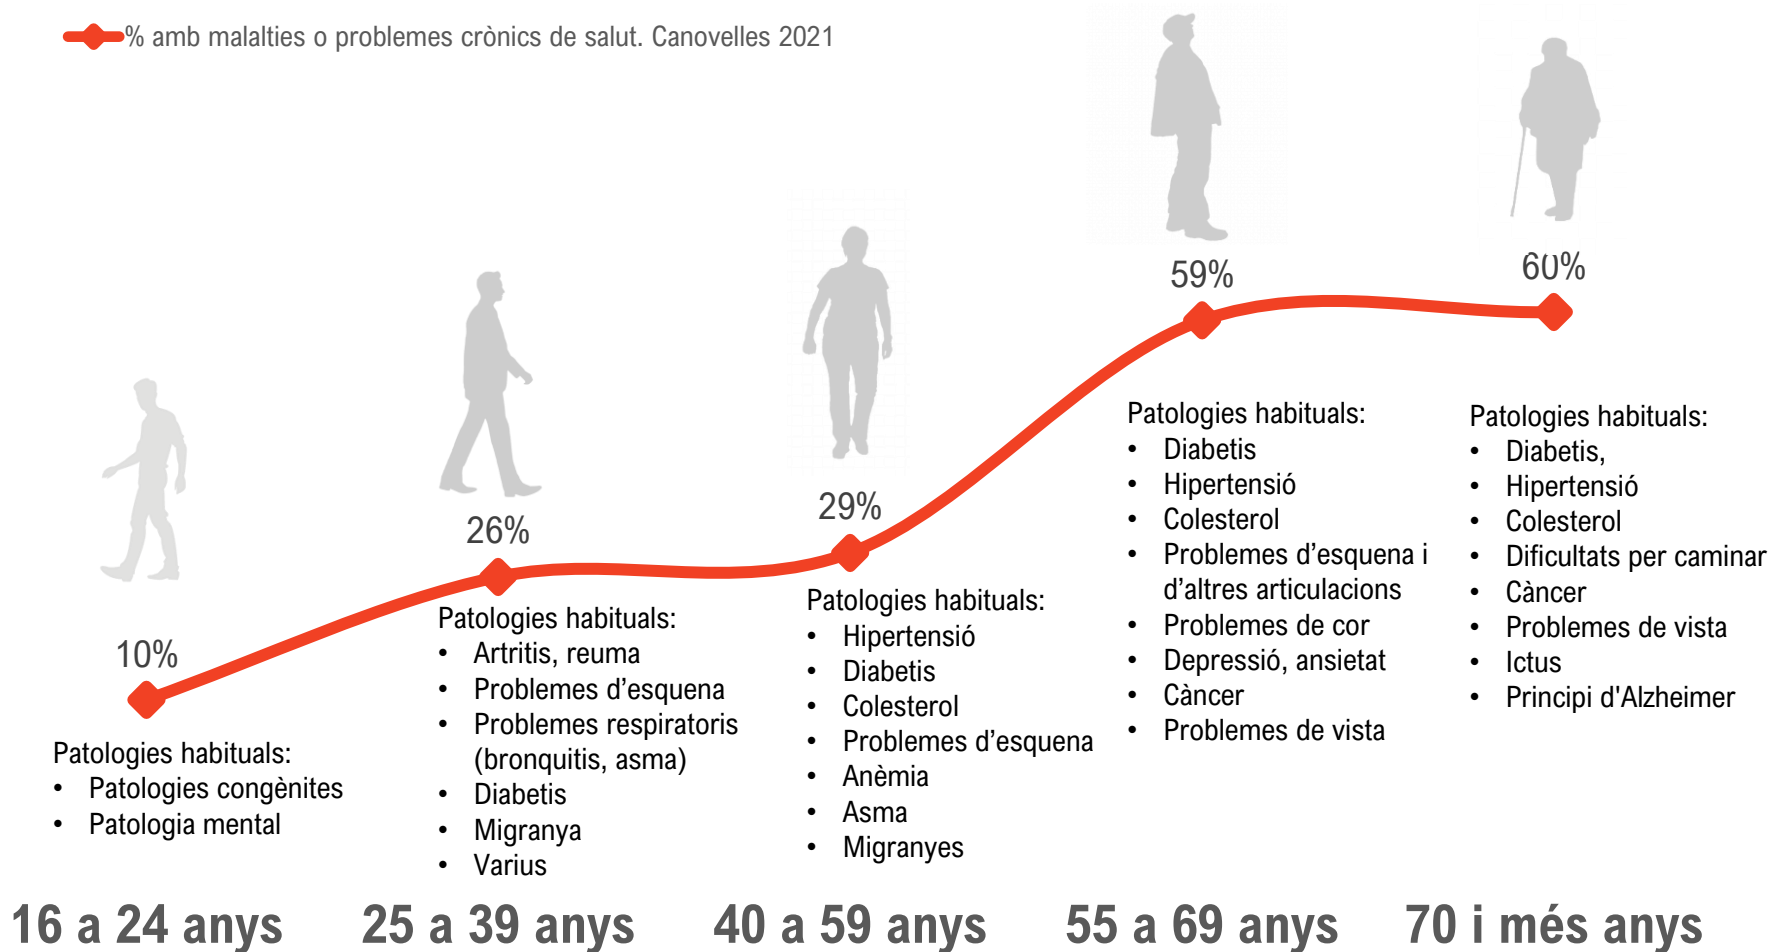 % amb malalties o problemes crònics de salut. Canovelles 2021
10%
Patologies habituals:
• Patologies congènites
• Patologia mental
16 a 24 anys
26%
Patologies habituals:
• Artritis, reuma
• Problemes d’esquena
• Problemes respiratoris
(bronquitis, asma)
• Diabetis
• Migranya
• Varius
25 a 39 anys
29%
Patologies habituals:
• Hipertensió
• Diabetis
• Colesterol
• Problemes d’esquena
• Anèmia
• Asma
• Migranyes
40 a 59 anys
59%
Patologies habituals:
• Diabetis
• Hipertensió
• Colesterol
• Problemes d’esquena i
d’altres articulacions
• Problemes de cor
• Depressió, ansietat
• Càncer
• Problemes de vista
55 a 69 anys
60%
Patologies habituals:
• Diabetis,
• Hipertensió
• Colesterol
• Dificultats per caminar
• Càncer
• Problemes de vista
• Ictus
• Principi d'Alzheimer
70 i més anys